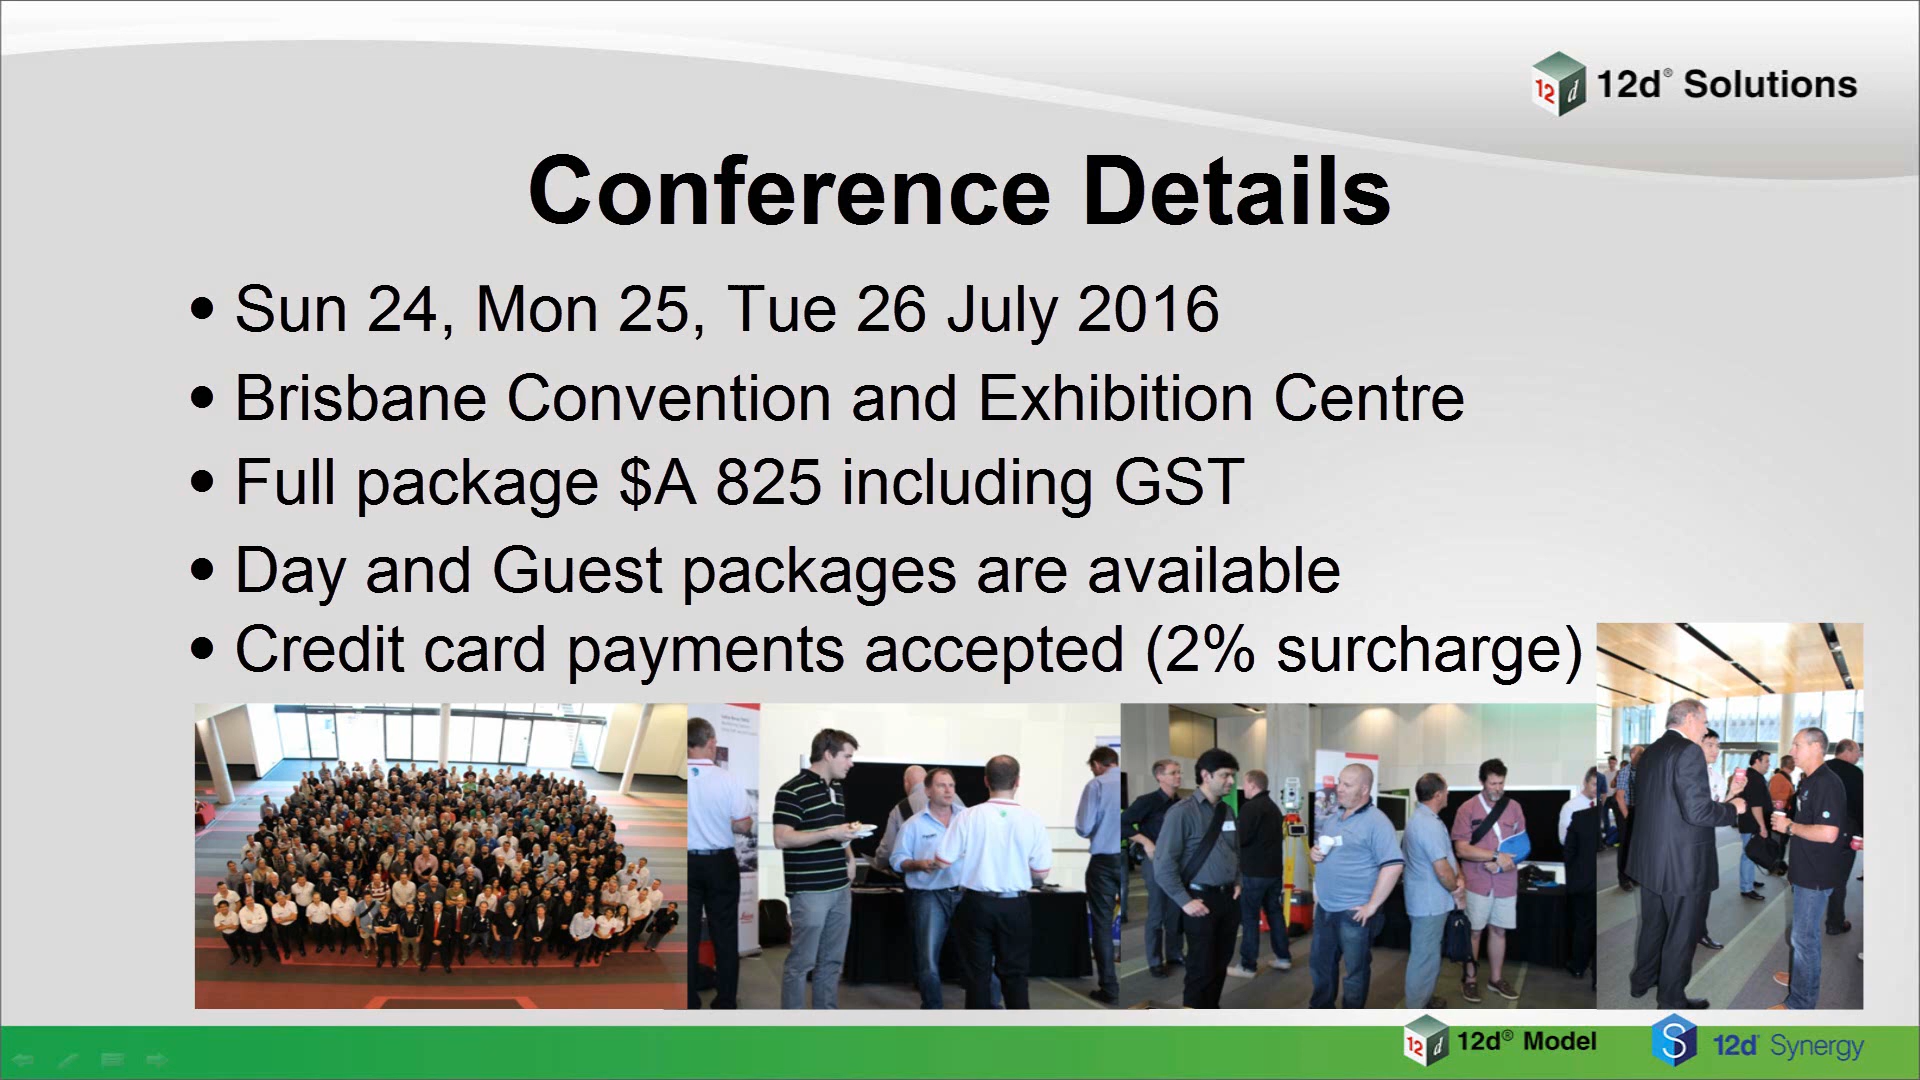 12d® Solutions
Conference Details
• Sun 24, Mon 25, Tue 26 July 2016
• Brisbane Convention and Exhibition Centre
• Full package $A 825 including GST
• Day and Guest packages are available
• Credit card payments accepted (2% surcharge)
12d® Model
12d Synergy